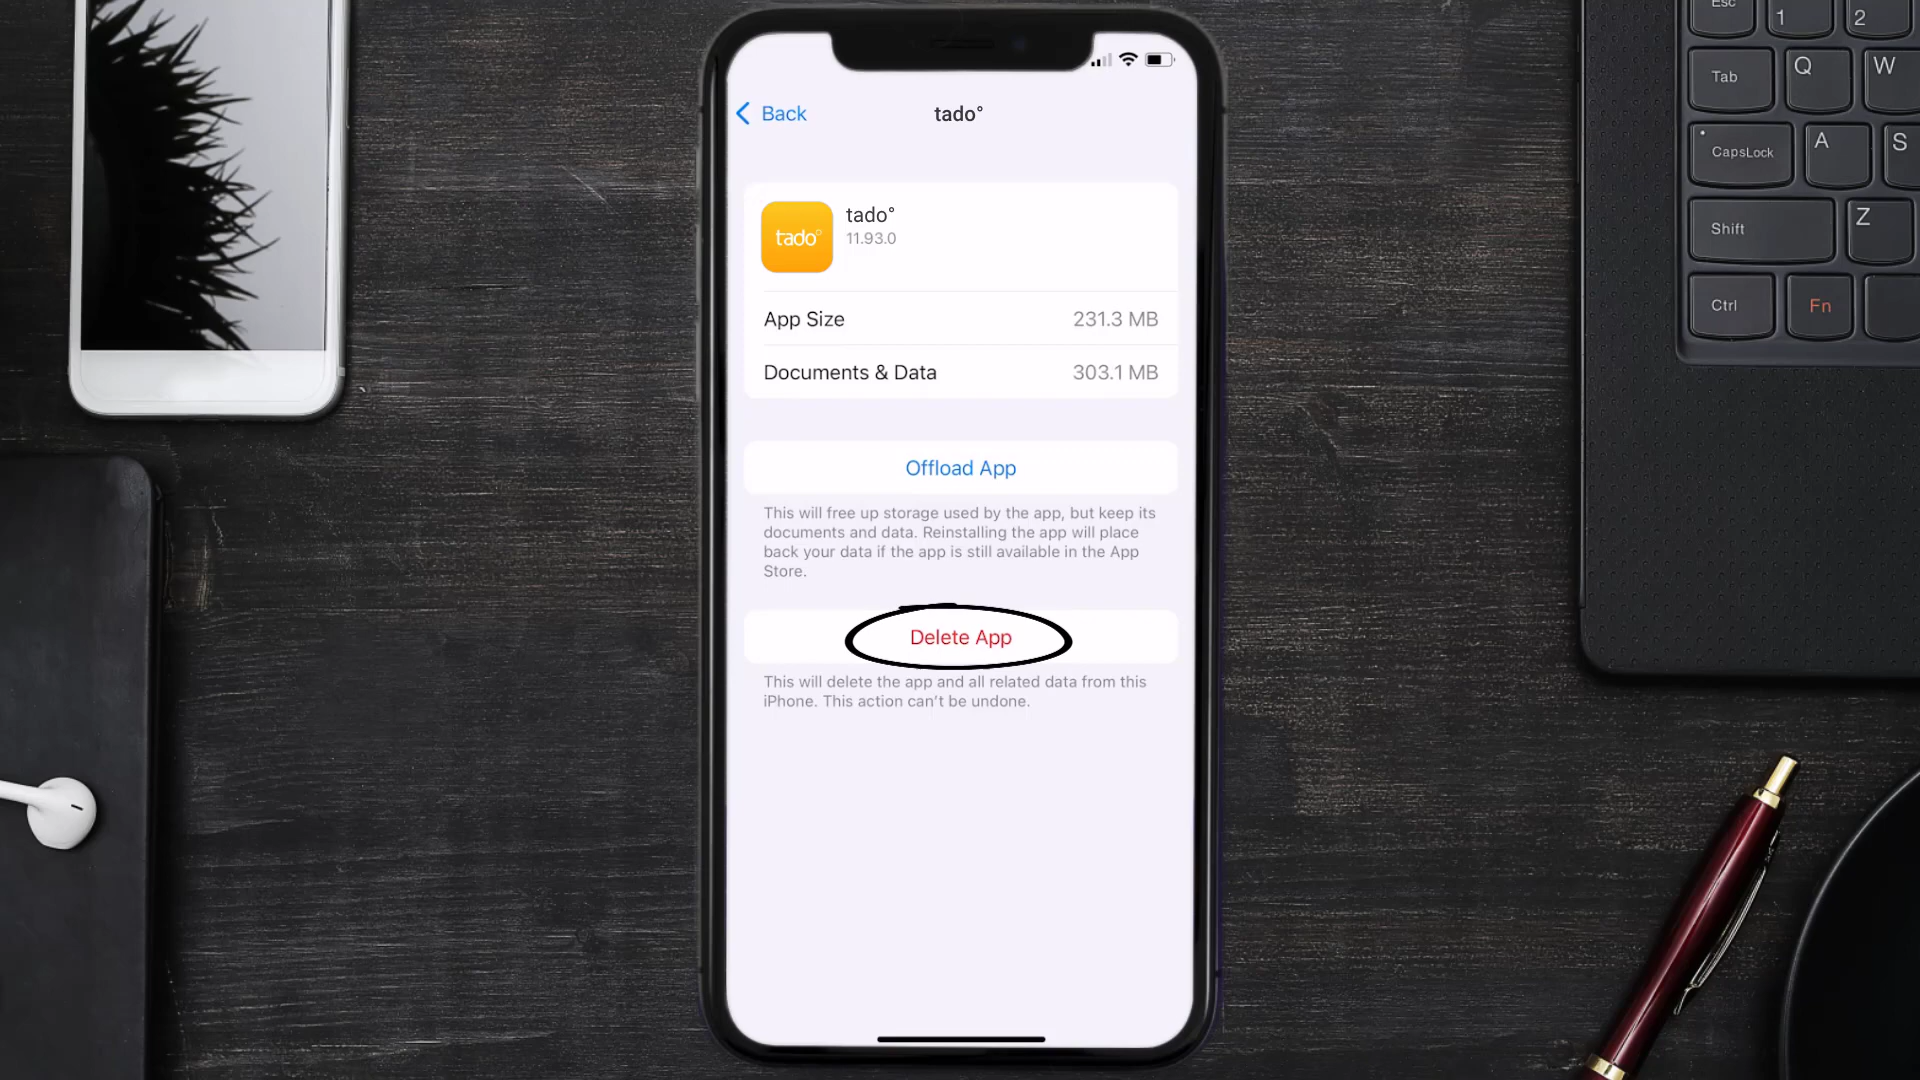 Back
tado°
tado°
tado°
11.93.0
App Size 231.3 MB
Documents & Data 303.1 MB
Offload App
This will free up storage used by the app, but keep its
documents and data. Reinstalling the app will place
back your data if the app is still available in the App
Store.
Delete App
This will delete the app and all related data from this
iPhone. This action can't be undone.
Esc 1 2
Tab Q W
CapsLock A S
Shift Z
Ctrl Fn